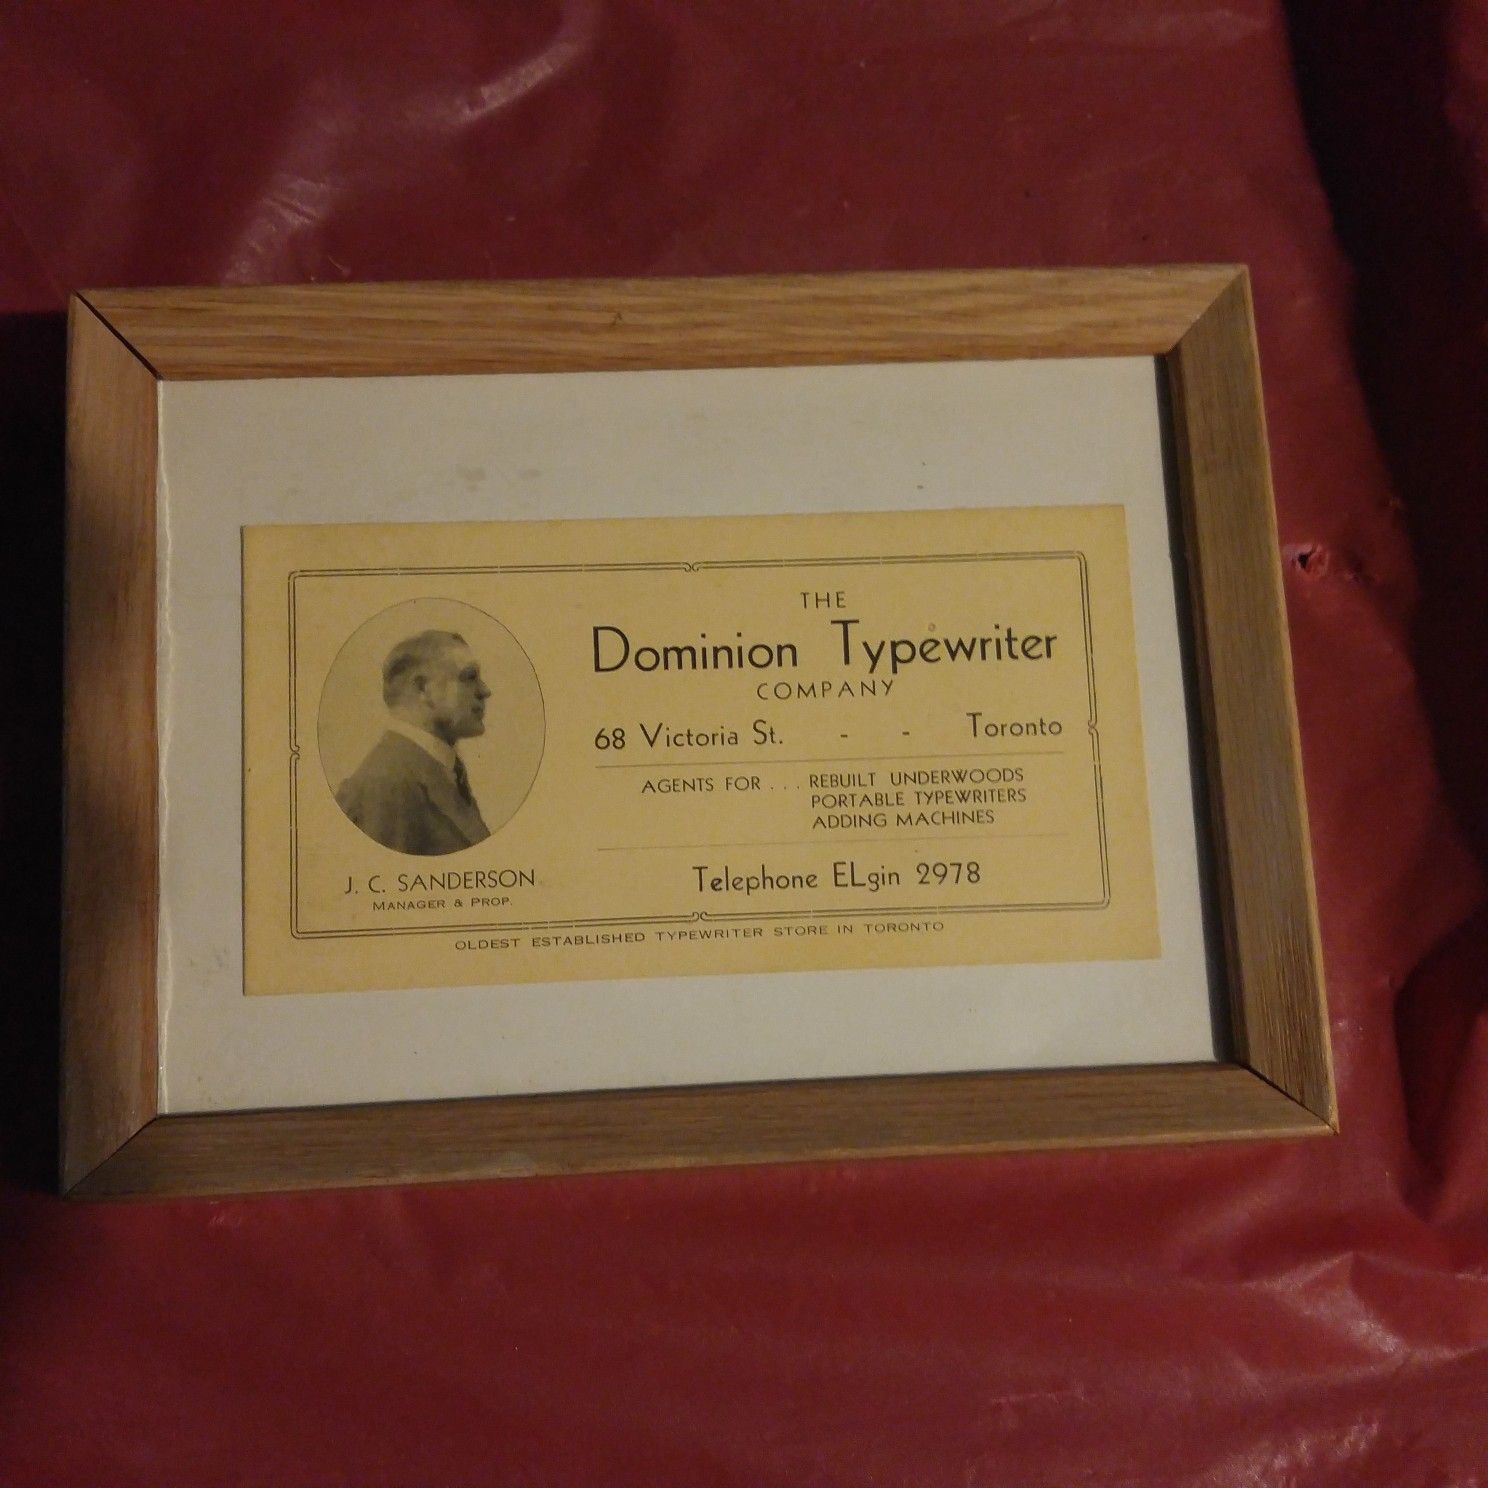 THE
Dominion Typewriter
COMPANY
68 Victoria St. - - Toronto
AGENTS FOR . . . REBUILT UNDERWOODS
PORTABLE TYPEWRITERS
ADDING MACHINES
Telephone ELgin 2978
J. C. SANDERSON
MANAGER & PROP.
OLDEST ESTABLISHED TYPEWRITER STORE IN TORONTO